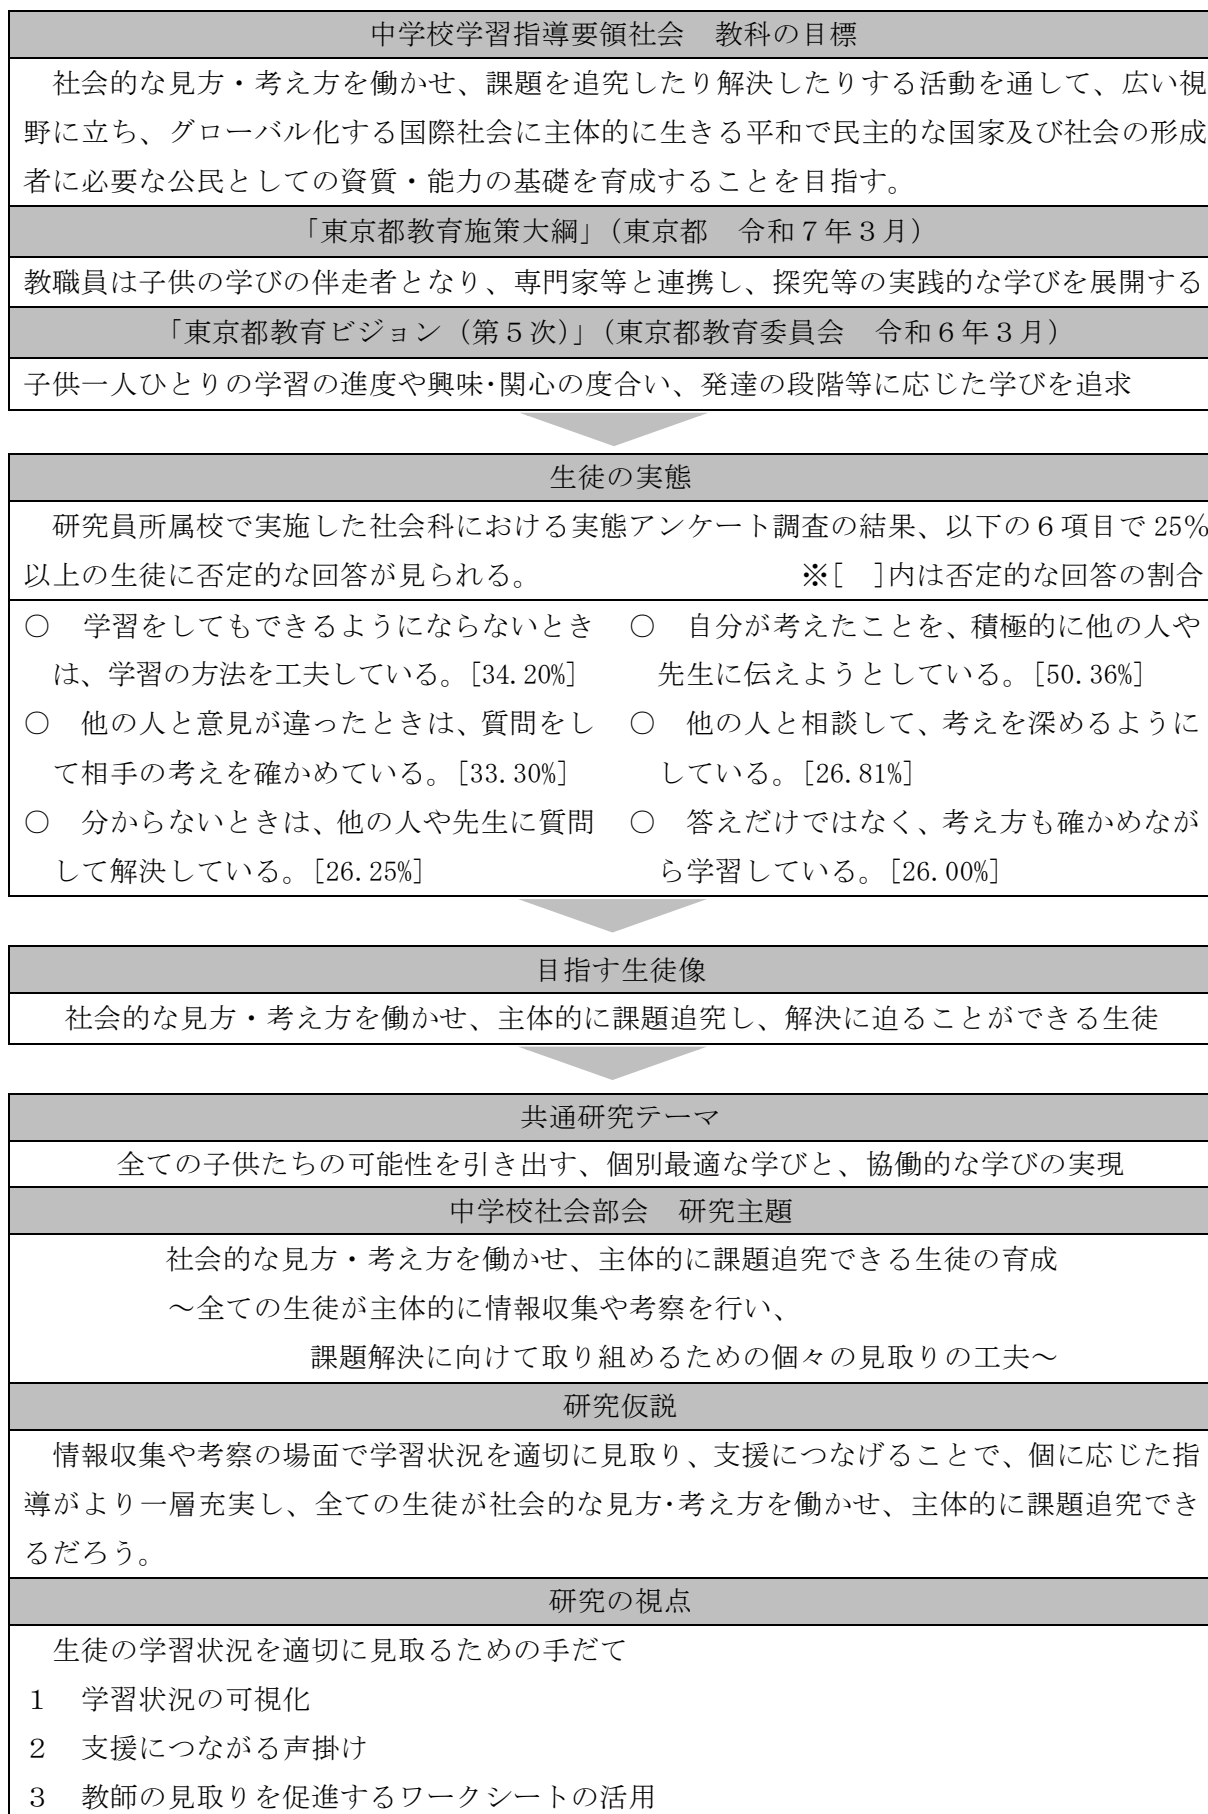 中学校学習指導要領社会　教科の目標
社会的な見方・考え方を働かせ、課題を追究したり解決したりする活動を通して、広い視
野に立ち、グローバル化する国際社会に主体的に生きる平和で民主的な国家及び社会の形成
者に必要な公民としての資質・能力の基礎を育成することを目指す。
「東京都教育施策大綱」（東京都　令和７年３月）
教職員は子供の学びの伴走者となり、専門家等と連携し、探究等の実践的な学びを展開する
「東京都教育ビジョン（第５次）」（東京都教育委員会　令和６年３月）
子供一人ひとりの学習の進度や興味・関心の度合い、発達の段階等に応じた学びを追求
生徒の実態
研究員所属校で実施した社会科における実態アンケート調査の結果、以下の６項目で 25%
以上の生徒に否定的な回答が見られる。　※[　]内は否定的な回答の割合
○　学習をしてもできるようにならないとき
は、学習の方法を工夫している。[34.20%]
○　自分が考えたことを、積極的に他の人や
先生に伝えようとしている。[50.36%]
○　他の人と意見が違ったときは、質問をし
て相手の考えを確かめている。[33.30%]
○　他の人と相談して、考えを深めるように
している。[26.81%]
○　分からないときは、他の人や先生に質問
して解決している。[26.25%]
○　答えだけではなく、考え方も確かめなが
ら学習している。[26.00%]
目指す生徒像
社会的な見方・考え方を働かせ、主体的に課題追究し、解決に迫ることができる生徒
共通研究テーマ
全ての子供たちの可能性を引き出す、個別最適な学びと、協働的な学びの実現
中学校社会部会　研究主題
社会的な見方・考え方を働かせ、主体的に課題追究できる生徒の育成
～全ての生徒が主体的に情報収集や考察を行い、
課題解決に向けて取り組めるための個々の見取りの工夫～
研究仮説
情報収集や考察の場面で学習状況を適切に見取り、支援につなげることで、個に応じた指
導がより一層充実し、全ての生徒が社会的な見方・考え方を働かせ、主体的に課題追究でき
るだろう。
研究の視点
生徒の学習状況を適切に見取るための手だて
１　学習状況の可視化
２　支援につながる声掛け
３　教師の見取りを促進するワークシートの活用